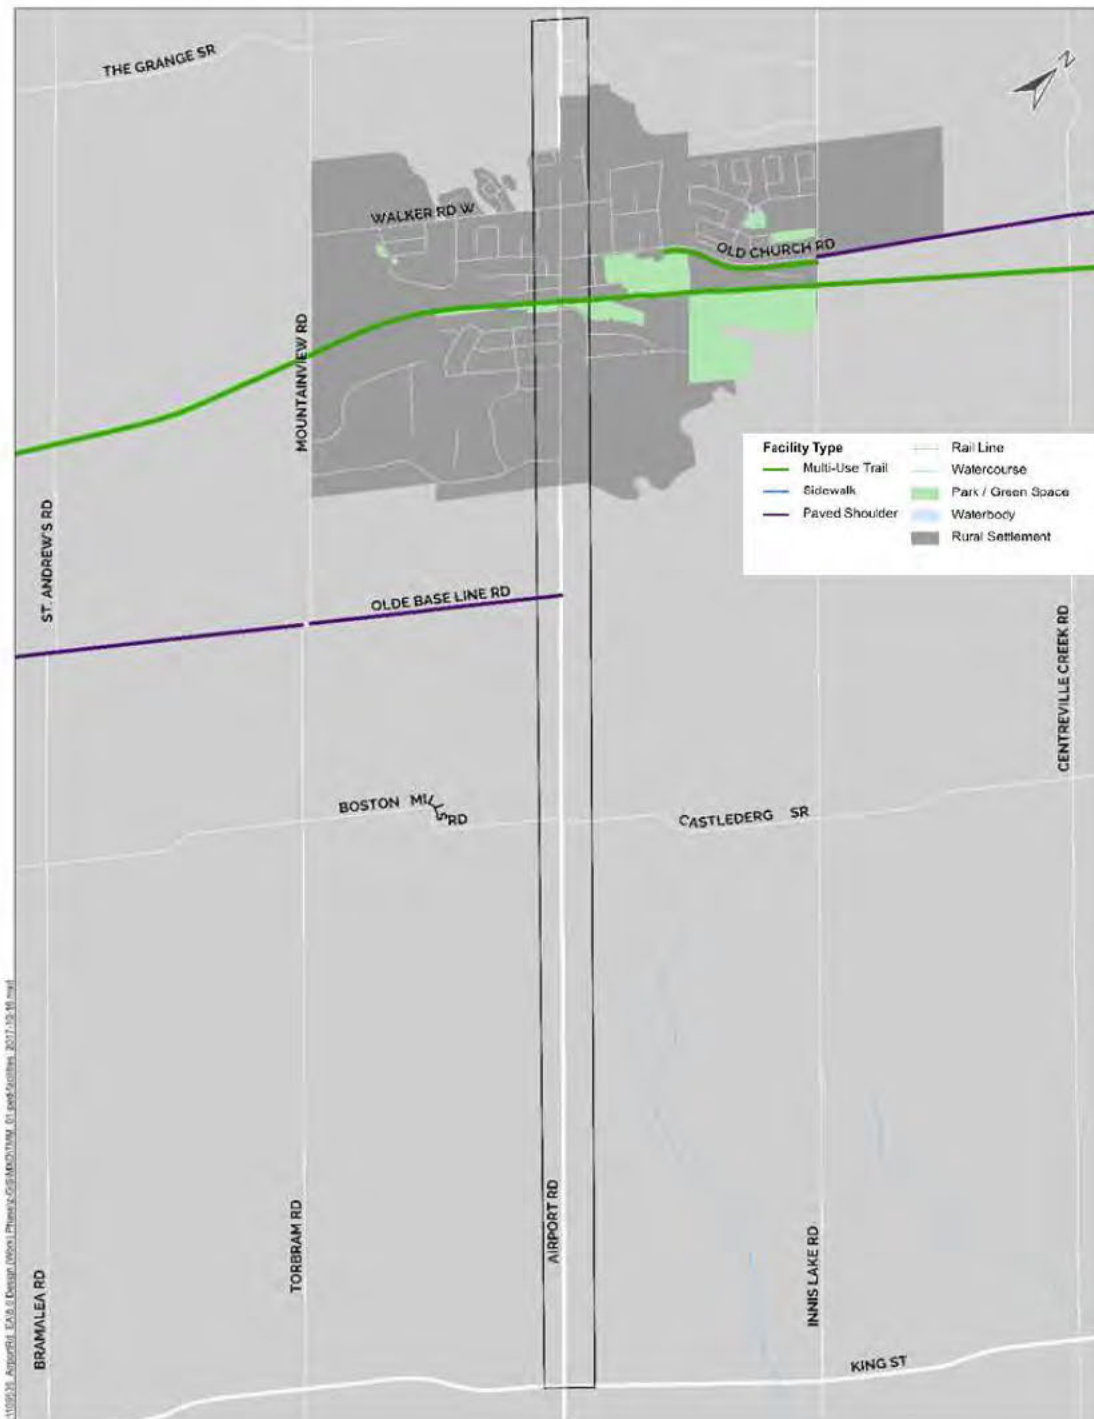 THE GRANGE SR
N
WALKER RD W
OLD CHURCH RD
MOUNTAINVIEW RD
Facility Type
Multi-Use Trail
Sidewalk
Paved Shoulder
Rail Line
Watercourse
Park / Green Space
Waterbody
Rural Settlement
ST. ANDREW'S RD
OLDE BASE LINE RD
CENTREVILLE CREEK RD
BOSTON MILLS RD
CASTLEDERG SR
AIRPORT RD
TORBRAM RD
INNIS LAKE RD
BRAMALEA RD
KING ST